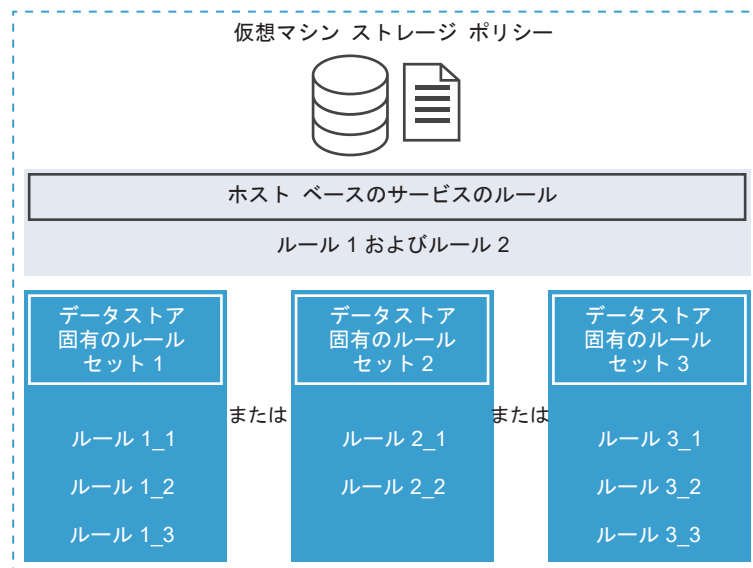 仮想マシン ストレージ ポリシー
ホスト ベースのサービスのルール
ルール 1 およびルール 2
データストア
固有のルール
セット 1
ルール 1_1
ルール 1_2
ルール 1_3
または
データストア
固有のルール
セット 2
ルール 2_1
ルール 2_2
または
データストア
固有のルール
セット 3
ルール 3_1
ルール 3_2
ルール 3_3